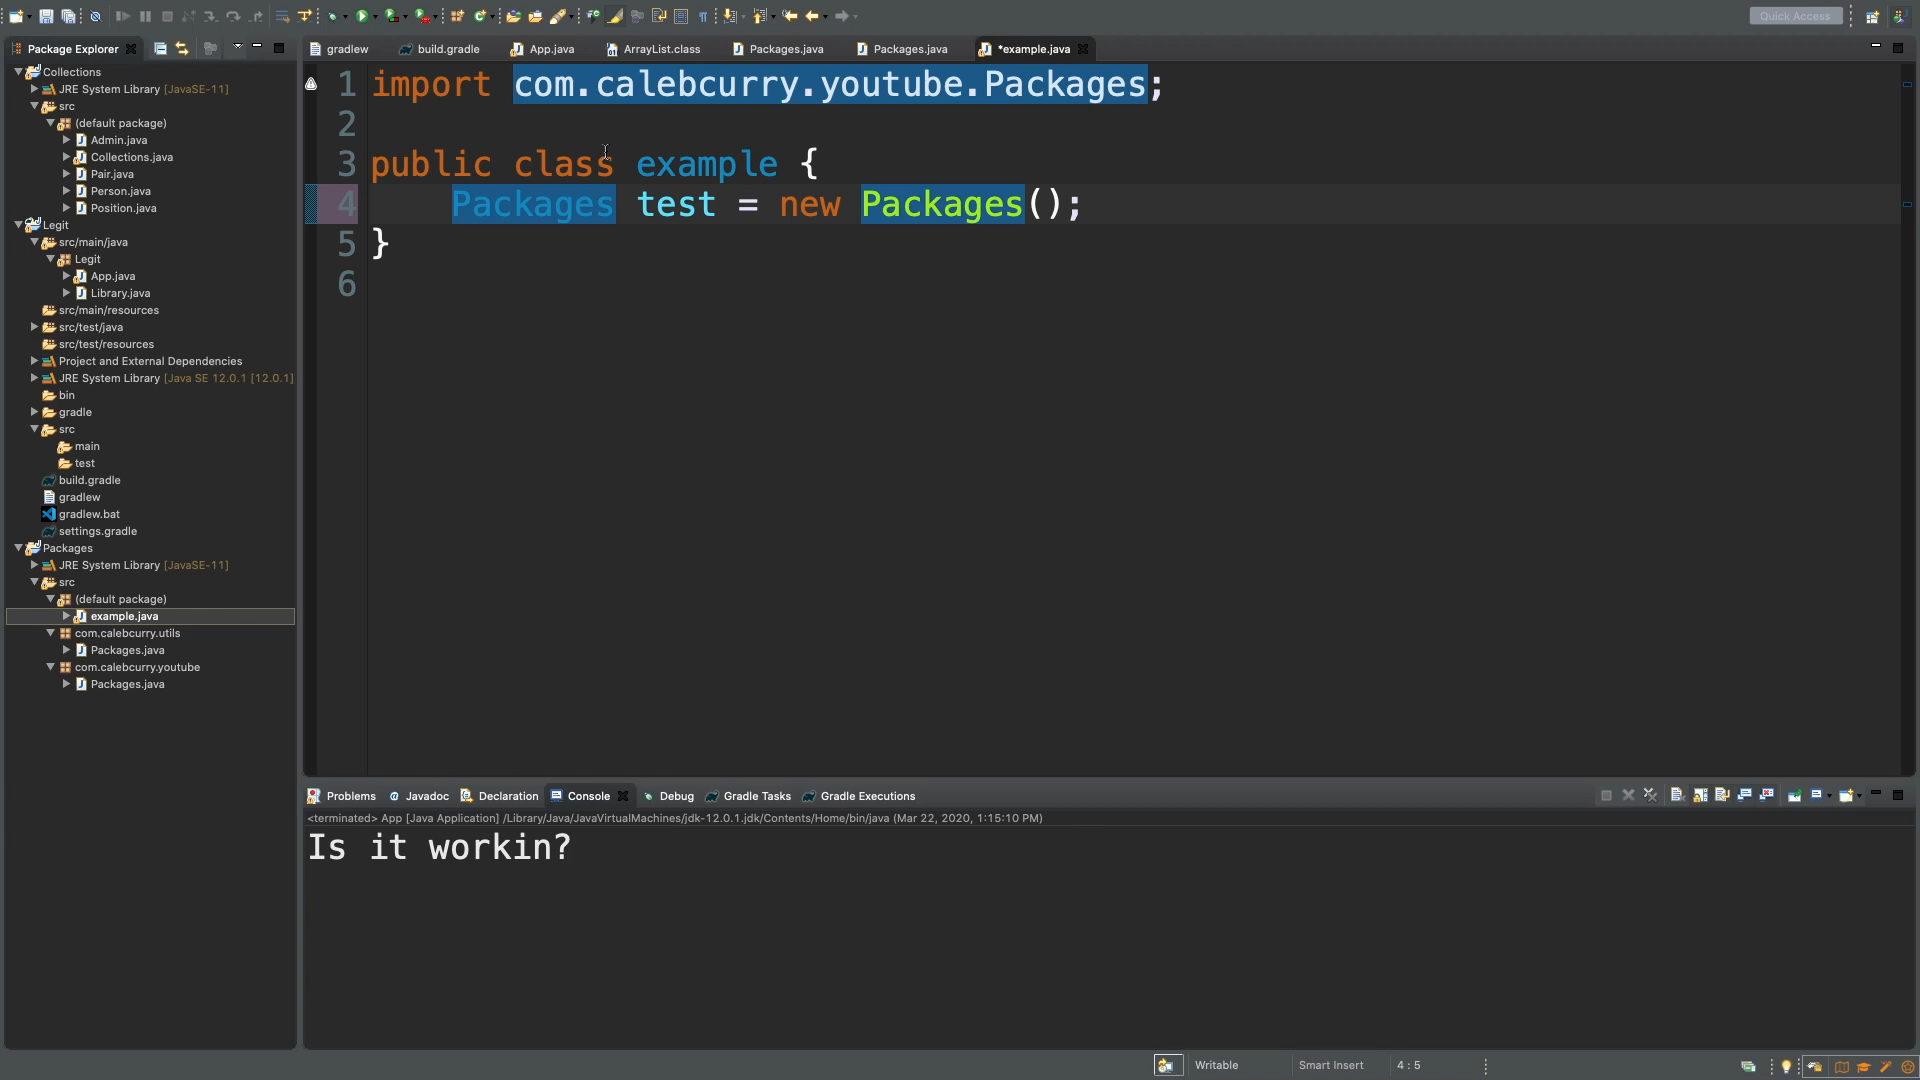 Quick Access
Package Explorer
gradlew
build.gradle
App.java
ArrayList.class
Packages.java
Packages.java
*example.java
Collections
JRE System Library [JavaSE-11]
src
(default package)
Admin.java
Collections.java
Pair.java
Person.java
Position.java
Legit
src/main/java
Legit
App.java
Library.java
src/main/resources
src/test/java
src/test/resources
Project and External Dependencies
JRE System Library [Java SE 12.0.1 [12.0.1]
bin
gradle
src
main
test
build.gradle
gradlew
gradlew.bat
settings.gradle
Packages
JRE System Library [JavaSE-11]
src
(default package)
example.java
com.calebcurry.utils
Packages.java
com.calebcurry.youtube
Packages.java
1 import com.calebcurry.youtube.Packages;
2
3 public class example {
4 Packages test = new Packages();
5 }
6
Problems
Javadoc
Declaration
Console
Debug
Gradle Tasks
Gradle Executions
<terminated> App [Java Application] /Library/Java/JavaVirtualMachines/jdk-12.0.1.jdk/Contents/Home/bin/java (Mar 22, 2020, 1:15:10 PM)
Is it workin?
Writable
Smart Insert
4 : 5